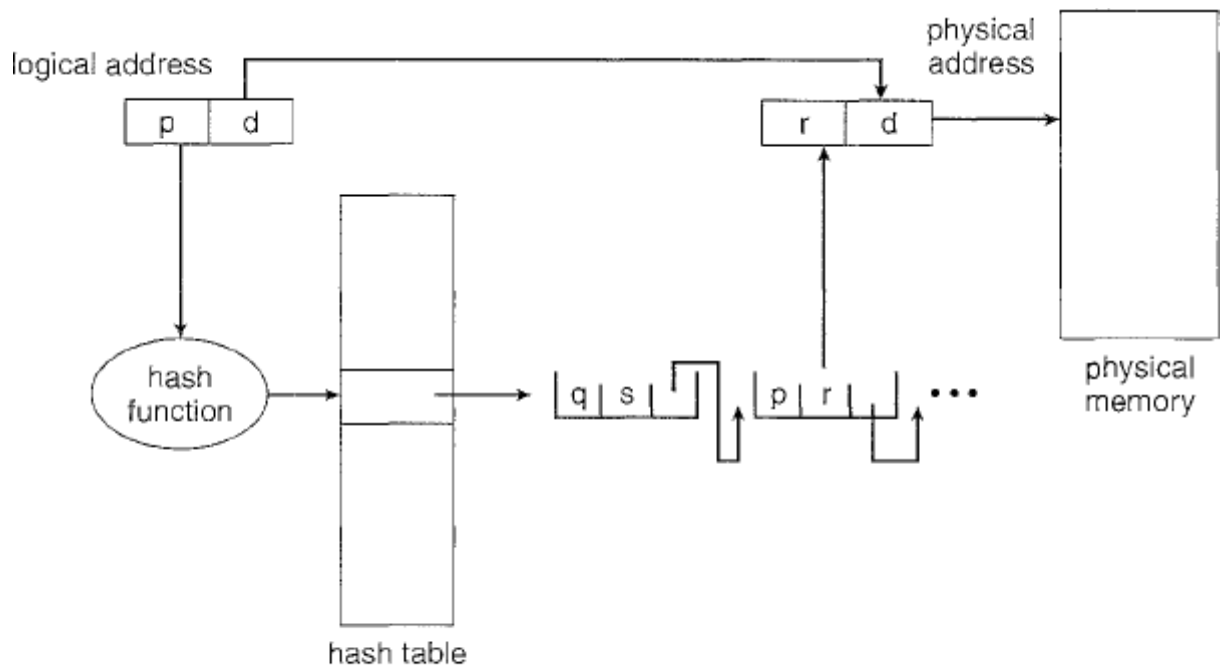 logical address
physical
address
p d
r d
hash
function
q s
p r
•••
physical
memory
hash table